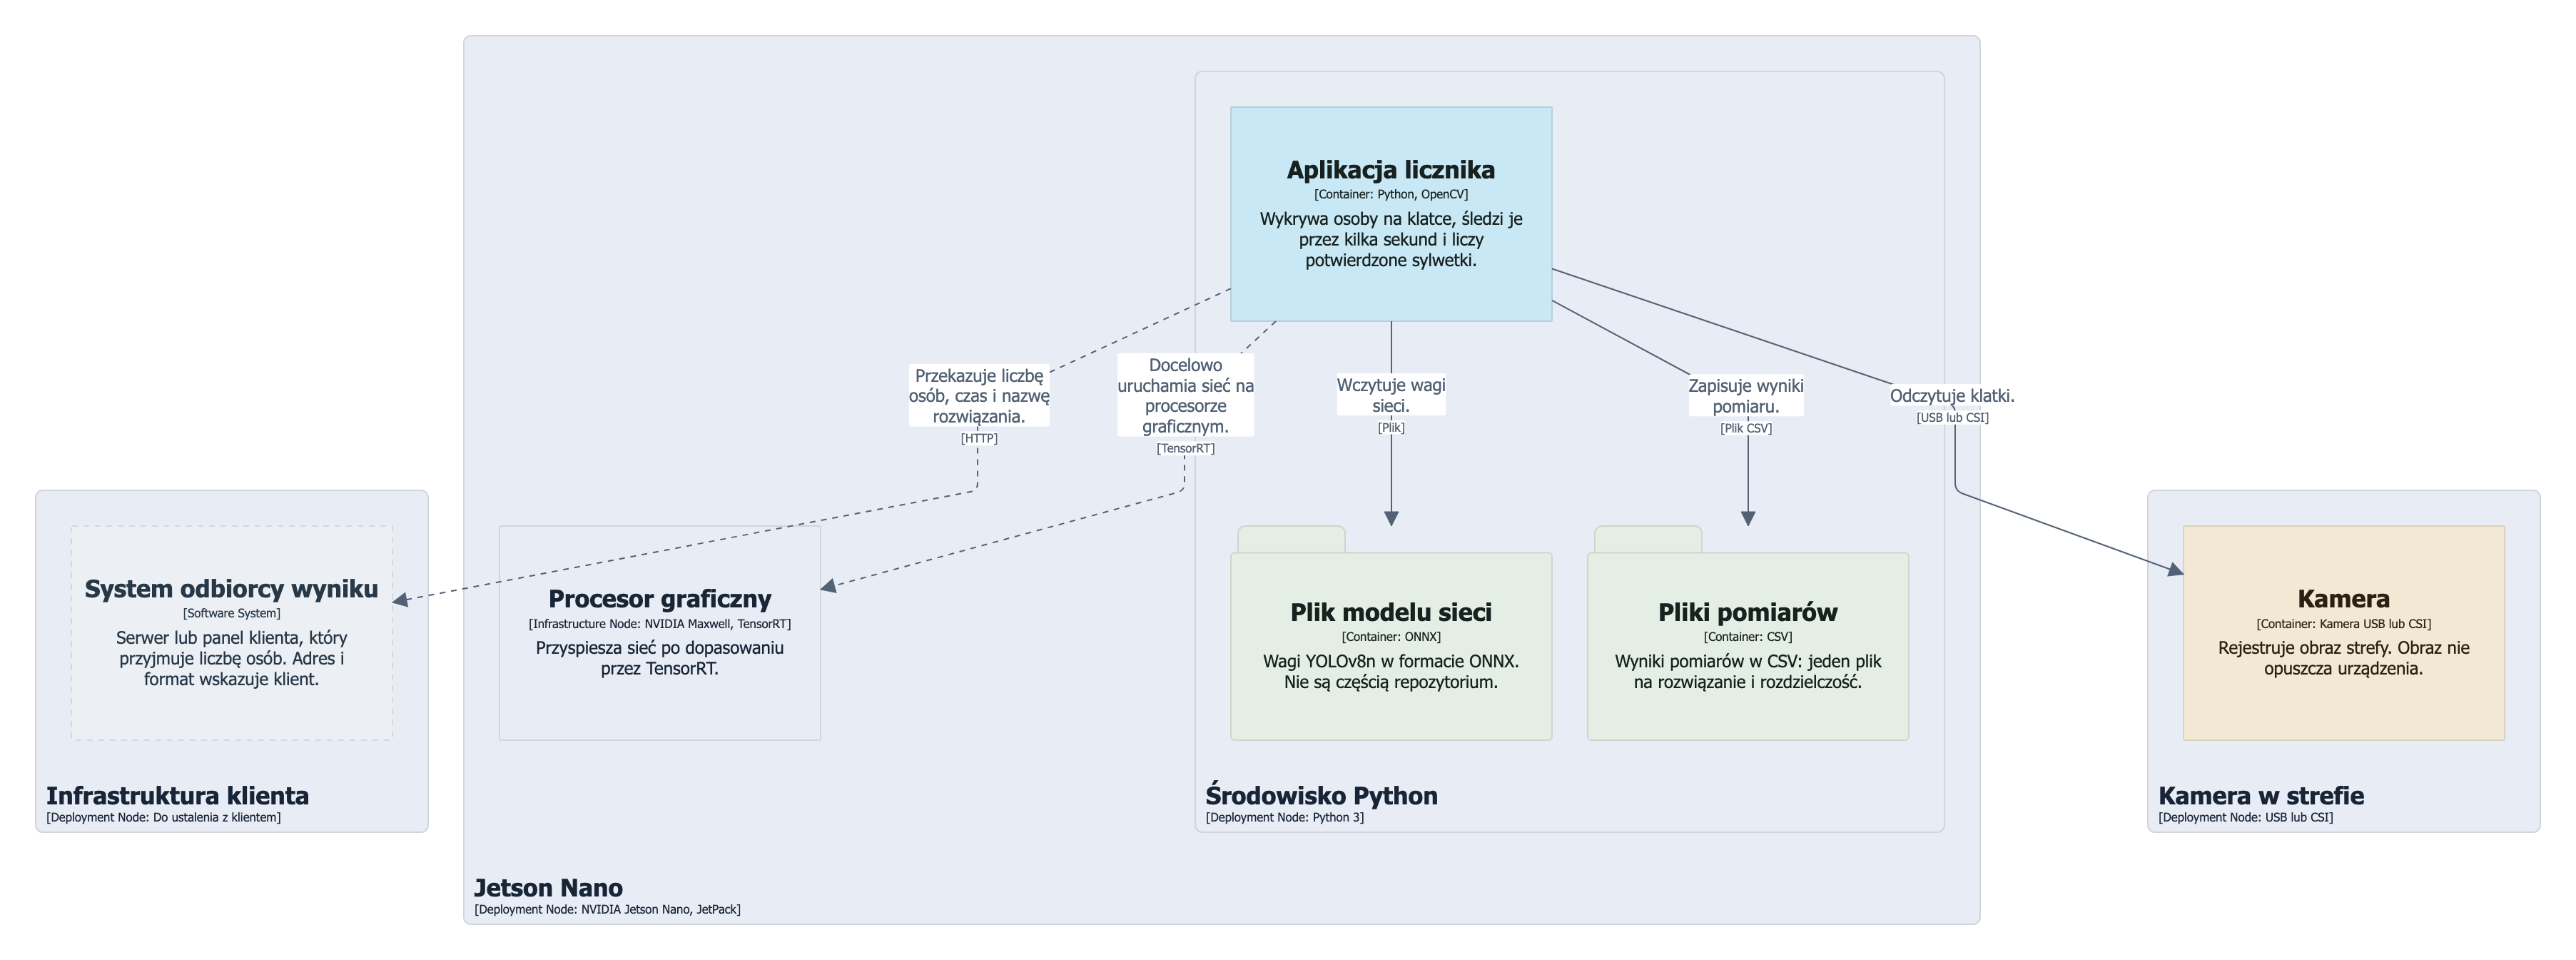 Aplikacja licznika
[Container: Python, OpenCV]
Wykrywa osoby na klatce, śledzi je
przez kilka sekund i liczy
potwierdzone sylwetki.
Przekazuje liczbę
osób, czas i nazwę
rozwiązania.
[HTTP]
Docelowo
uruchamia sieć na
procesorze
graficznym.
[TensorRT]
Wczytuje wagi
sieci.
[Plik]
Zapisuje wyniki
pomiaru.
[Plik CSV]
Odczytuje klatki.
[USB lub CSI]
System odbiorcy wyniku
[Software System]
Serwer lub panel klienta, który
przyjmuje liczbę osób. Adres i
format wskazuje klient.
Infrastruktura klienta
[Deployment Node: Do ustalenia z klientem]
Procesor graficzny
[Infrastructure Node: NVIDIA Maxwell, TensorRT]
Przyspiesza sieć po dopasowaniu
przez TensorRT.
Plik modelu sieci
[Container: ONNX]
Wagi YOLOv8n w formacie ONNX.
Nie są częścią repozytorium.
Pliki pomiarów
[Container: CSV]
Wyniki pomiarów w CSV: jeden plik
na rozwiązanie i rozdzielczość.
Środowisko Python
[Deployment Node: Python 3]
Jetson Nano
[Deployment Node: NVIDIA Jetson Nano, JetPack]
Kamera
[Container: Kamera USB lub CSI]
Rejestruje obraz strefy. Obraz nie
opuszcza urządzenia.
Kamera w strefie
[Deployment Node: USB lub CSI]